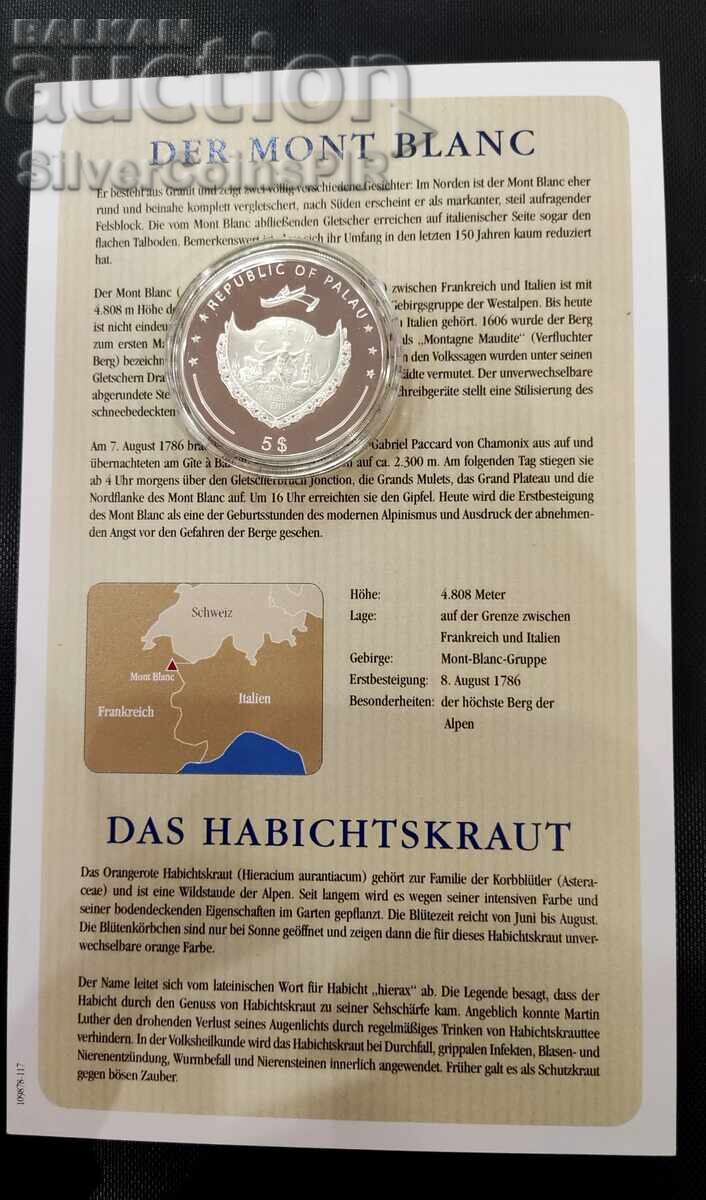 BALKAN
auction
SilverCoinsPIR
DER MONT BLANC
Er besteht aus Granit und zeigt zwei völlig verschiedene Gesichter: Im Norden ist der Mont Blanc eher
rund und beinahe komplett vergletschert, nach Süden erscheint er als markanter, steil aufragender
Felsblock. Die vom Mont Blanc abfließenden Gletscher erreichen auf italienischer Seite sogar den
flachen Talboden. Bemerkenswert ist, dass sich ihr Umfang in den letzten 150 Jahren kaum reduziert
hat.
Der Mont Blanc ( ) zwischen Frankreich und Italien ist mit
4.808 m Höhe Gebirgsgruppe der Westalpen. Bis heute
ist nicht Italien gehört. 1606 wurde der Berg
zum ersten als „Montagne Maudite“ (Verfluchter
Berg) den Volkssagen wurden unter seinen
Gletschern vermutet. Der unverwechselbare
abgerundete stellt eine Stilisierung des
schneebedeckten
REPUBLIC OF PALAU
5 $
Am 7. August 1786 Gabriel Paccard von Chamonix aus auf und
übernachteten am Gîte à auf ca. 2.300 m. Am folgenden Tag stiegen sie
ab 4 Uhr morgens über den Gletscherbruch Jonction, die Grands Mulets, das Grand Plateau und die
Nordflanke des Mont Blanc auf. Um 16 Uhr erreichten sie den Gipfel. Heute wird die Erstbesteigung
des Mont Blanc als eine der Geburtsstunden des modernen Alpinismus und Ausdruck der abnehmen-
den Angst vor den Gefahren der Berge gesehen.
Schweiz
Mont Blanc
Frankreich
Italien
Höhe: 4.808 Meter
Lage: auf der Grenze zwischen
Frankreich und Italien
Gebirge: Mont-Blanc-Gruppe
Erstbesteigung: 8. August 1786
Besonderheiten: der höchste Berg der
Alpen
DAS HABICHTSKRAUT
Das Orangerote Habichtskraut (Hieracium aurantiacum) gehört zur Familie der Korbblütler (Astera-
ceae) und ist eine Wildstaude der Alpen. Seit langem wird es wegen seiner intensiven Farbe und
seiner bodendeckenden Eigenschaften im Garten gepflanzt. Die Blütezeit reicht von Juni bis August.
Die Blütenkörbchen sind nur bei Sonne geöffnet und zeigen dann die für dieses Habichtskraut unver-
wechselbare orange Farbe.
Der Name leitet sich vom lateinischen Wort für Habicht „hierax“ ab. Die Legende besagt, dass der
Habicht durch den Genuss von Habichtskraut zu seiner Sehschärfe kam. Angeblich konnte Martin
Luther den drohenden Verlust seines Augenlichts durch regelmäßiges Trinken von Habichtskrauttee
verhindern. In der Volksheilkunde wird das Habichtskraut bei Durchfall, grippalen Infekten, Blasen- und
Nierenentzündung, Wurmbefall und Nierensteinen innerlich angewendet. Früher galt es als Schutzkraut
gegen bösen Zauber.
109878-117